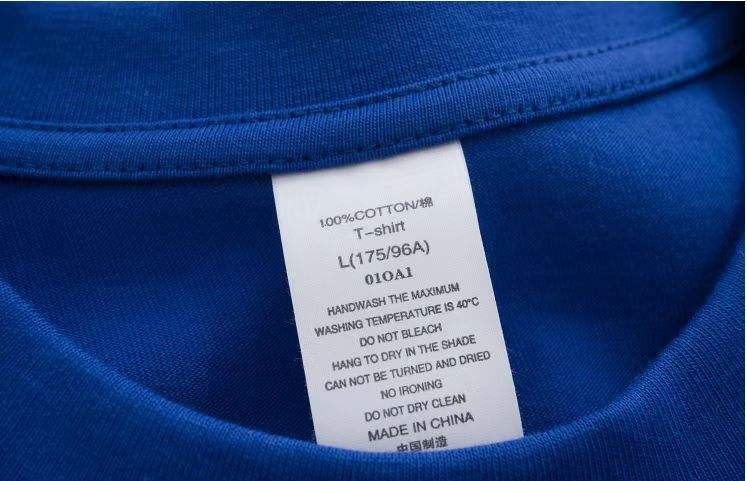 100%COTTON/棉
T-shirt
L(175/96A)
01OA1
HANDWASH THE MAXIMUM
WASHING TEMPERATURE IS 40°C
DO NOT BLEACH
HANG TO DRY IN THE SHADE
CAN NOT BE TURNED AND DRIED
NO IRONING
DO NOT DRY CLEAN
MADE IN CHINA
中国制造